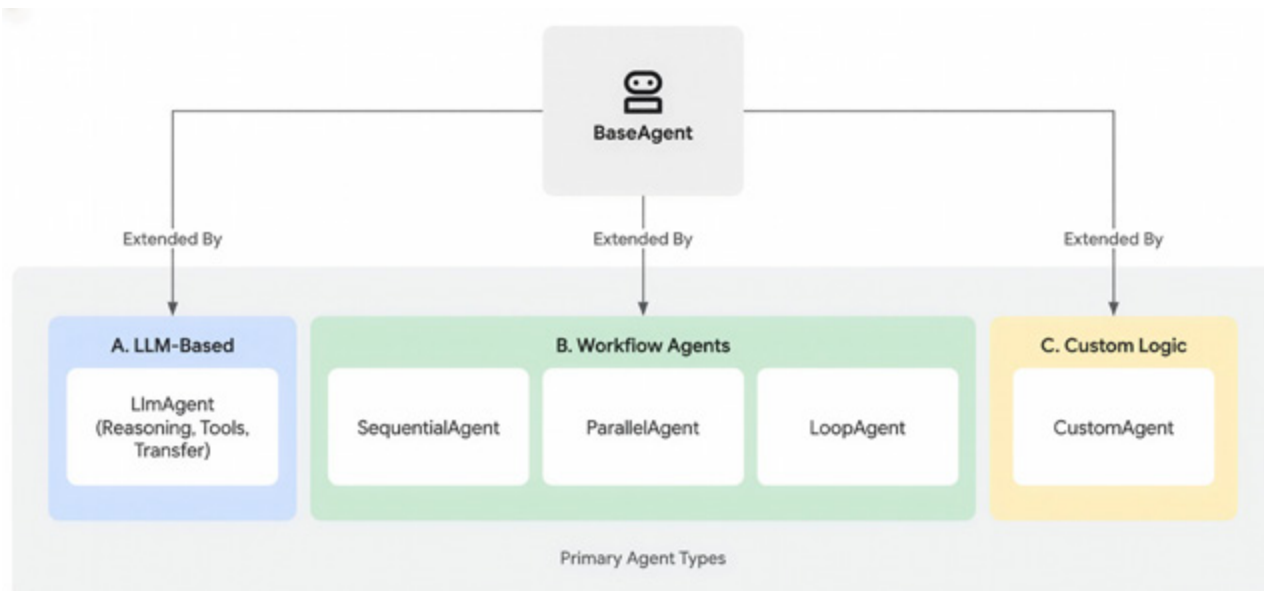 BaseAgent
Extended By
Extended By
Extended By
A. LLM-Based
B. Workflow Agents
C. Custom Logic
LlmAgent
(Reasoning, Tools,
Transfer)
SequentialAgent
ParallelAgent
LoopAgent
CustomAgent
Primary Agent Types